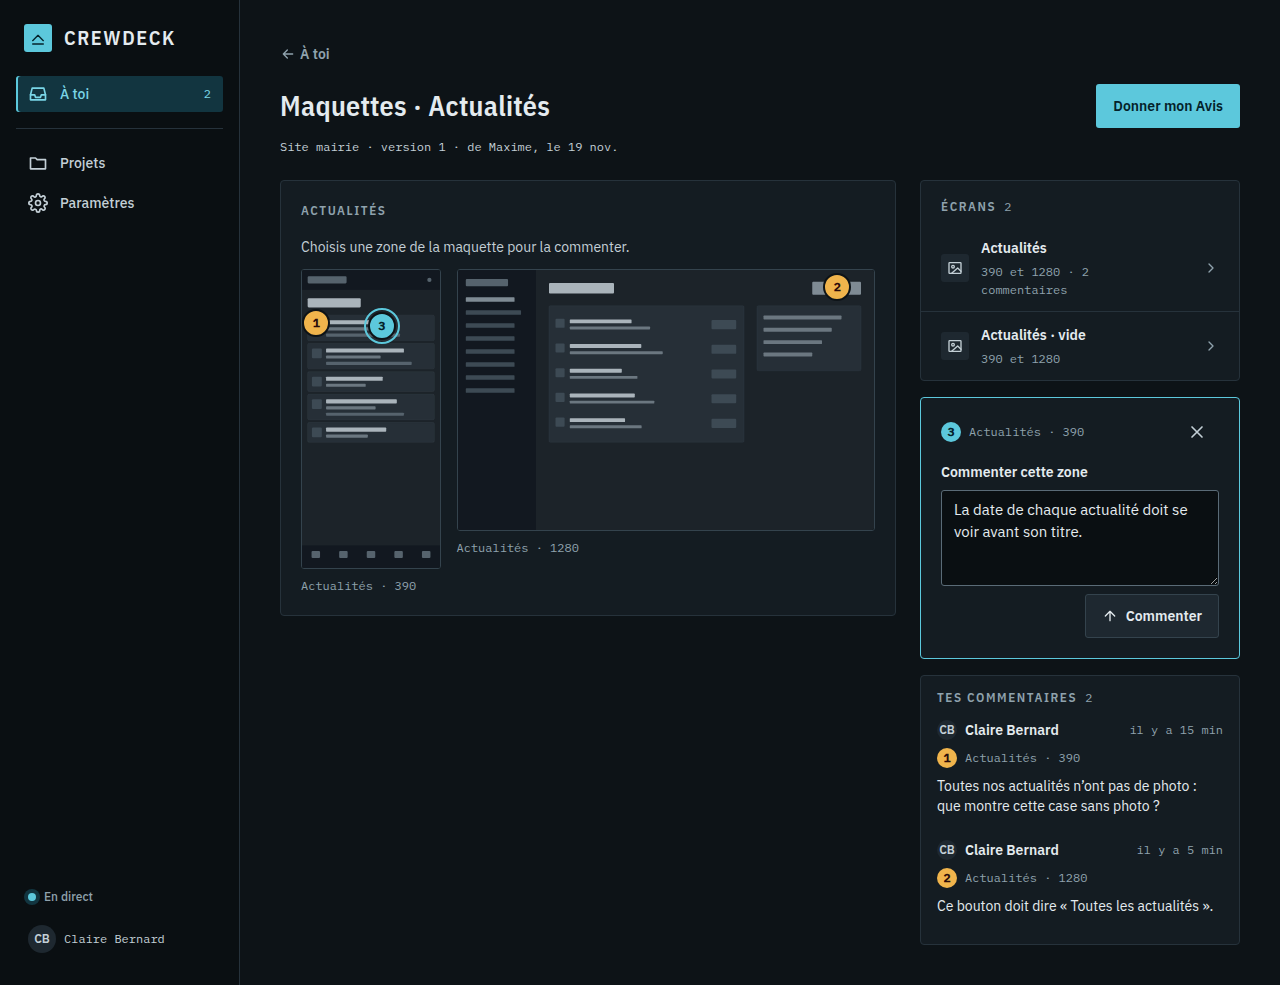 CREWDECK
À toi
2
Projets
Paramètres
En direct
CB Claire Bernard
← À toi
Maquettes · Actualités
Donner mon Avis
Site mairie · version 1 · de Maxime, le 19 nov.
ACTUALITÉS
Choisis une zone de la maquette pour la commenter.
1
3
2
Actualités · 390
Actualités · 1280
ÉCRANS 2
Actualités
390 et 1280 · 2
commentaires
Actualités · vide
390 et 1280
3 Actualités · 390
Commenter cette zone
La date de chaque actualité doit se
voir avant son titre.
Commenter
TES COMMENTAIRES 2
CB Claire Bernard il y a 15 min
1 Actualités · 390
Toutes nos actualités n’ont pas de photo :
que montre cette case sans photo ?
CB Claire Bernard il y a 5 min
2 Actualités · 1280
Ce bouton doit dire « Toutes les actualités ».